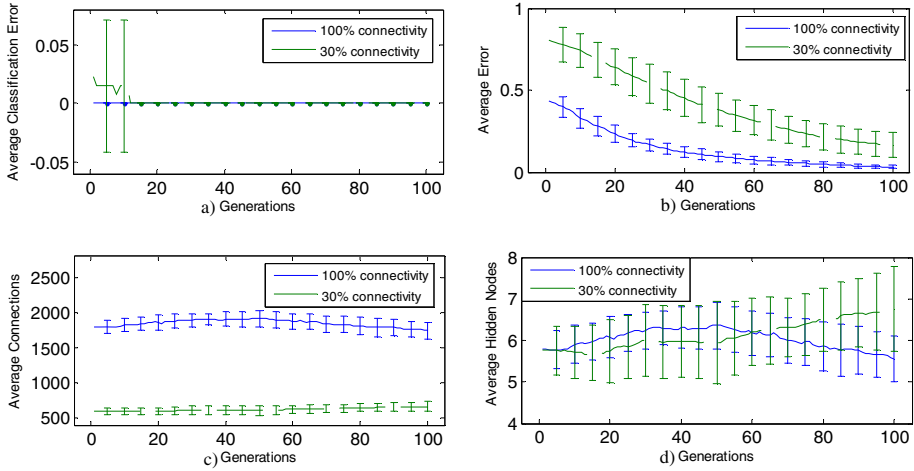 Average Classification Error
0.05
0
-0.05
100% connectivity
30% connectivity
0 20 40 60 80 100
a) Generations
Average Error
1
0.5
0
100% connectivity
30% connectivity
0 20 40 60 80 100
b) Generations
Average Connections
2500
2000
1500
1000
500
100% connectivity
30% connectivity
0 20 40 60 80 100
c) Generations
Average Hidden Nodes
8
7
6
5
4
100% connectivity
30% connectivity
0 20 40 60 80 100
d) Generations